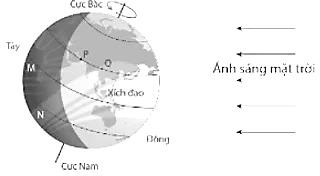 Cực Bắc
Tây
P
Q
M
Ánh sáng mặt trời
Xích đạo
N
Đông
Cực Nam